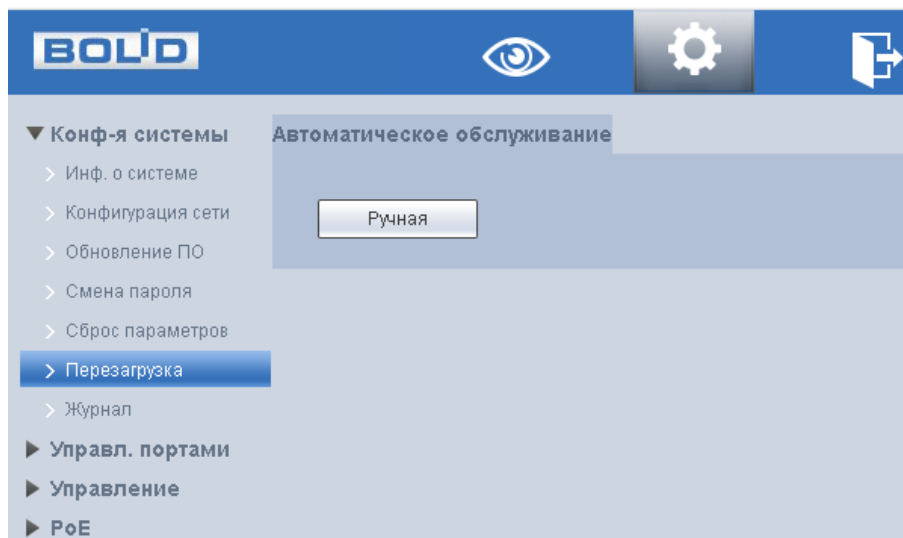 BOLID
Конф-я системы
Инф. о системе
Конфигурация сети
Обновление ПО
Смена пароля
Сброс параметров
Перезагрузка
Журнал
Управл. портами
Управление
PoE
Автоматическое обслуживание
Ручная